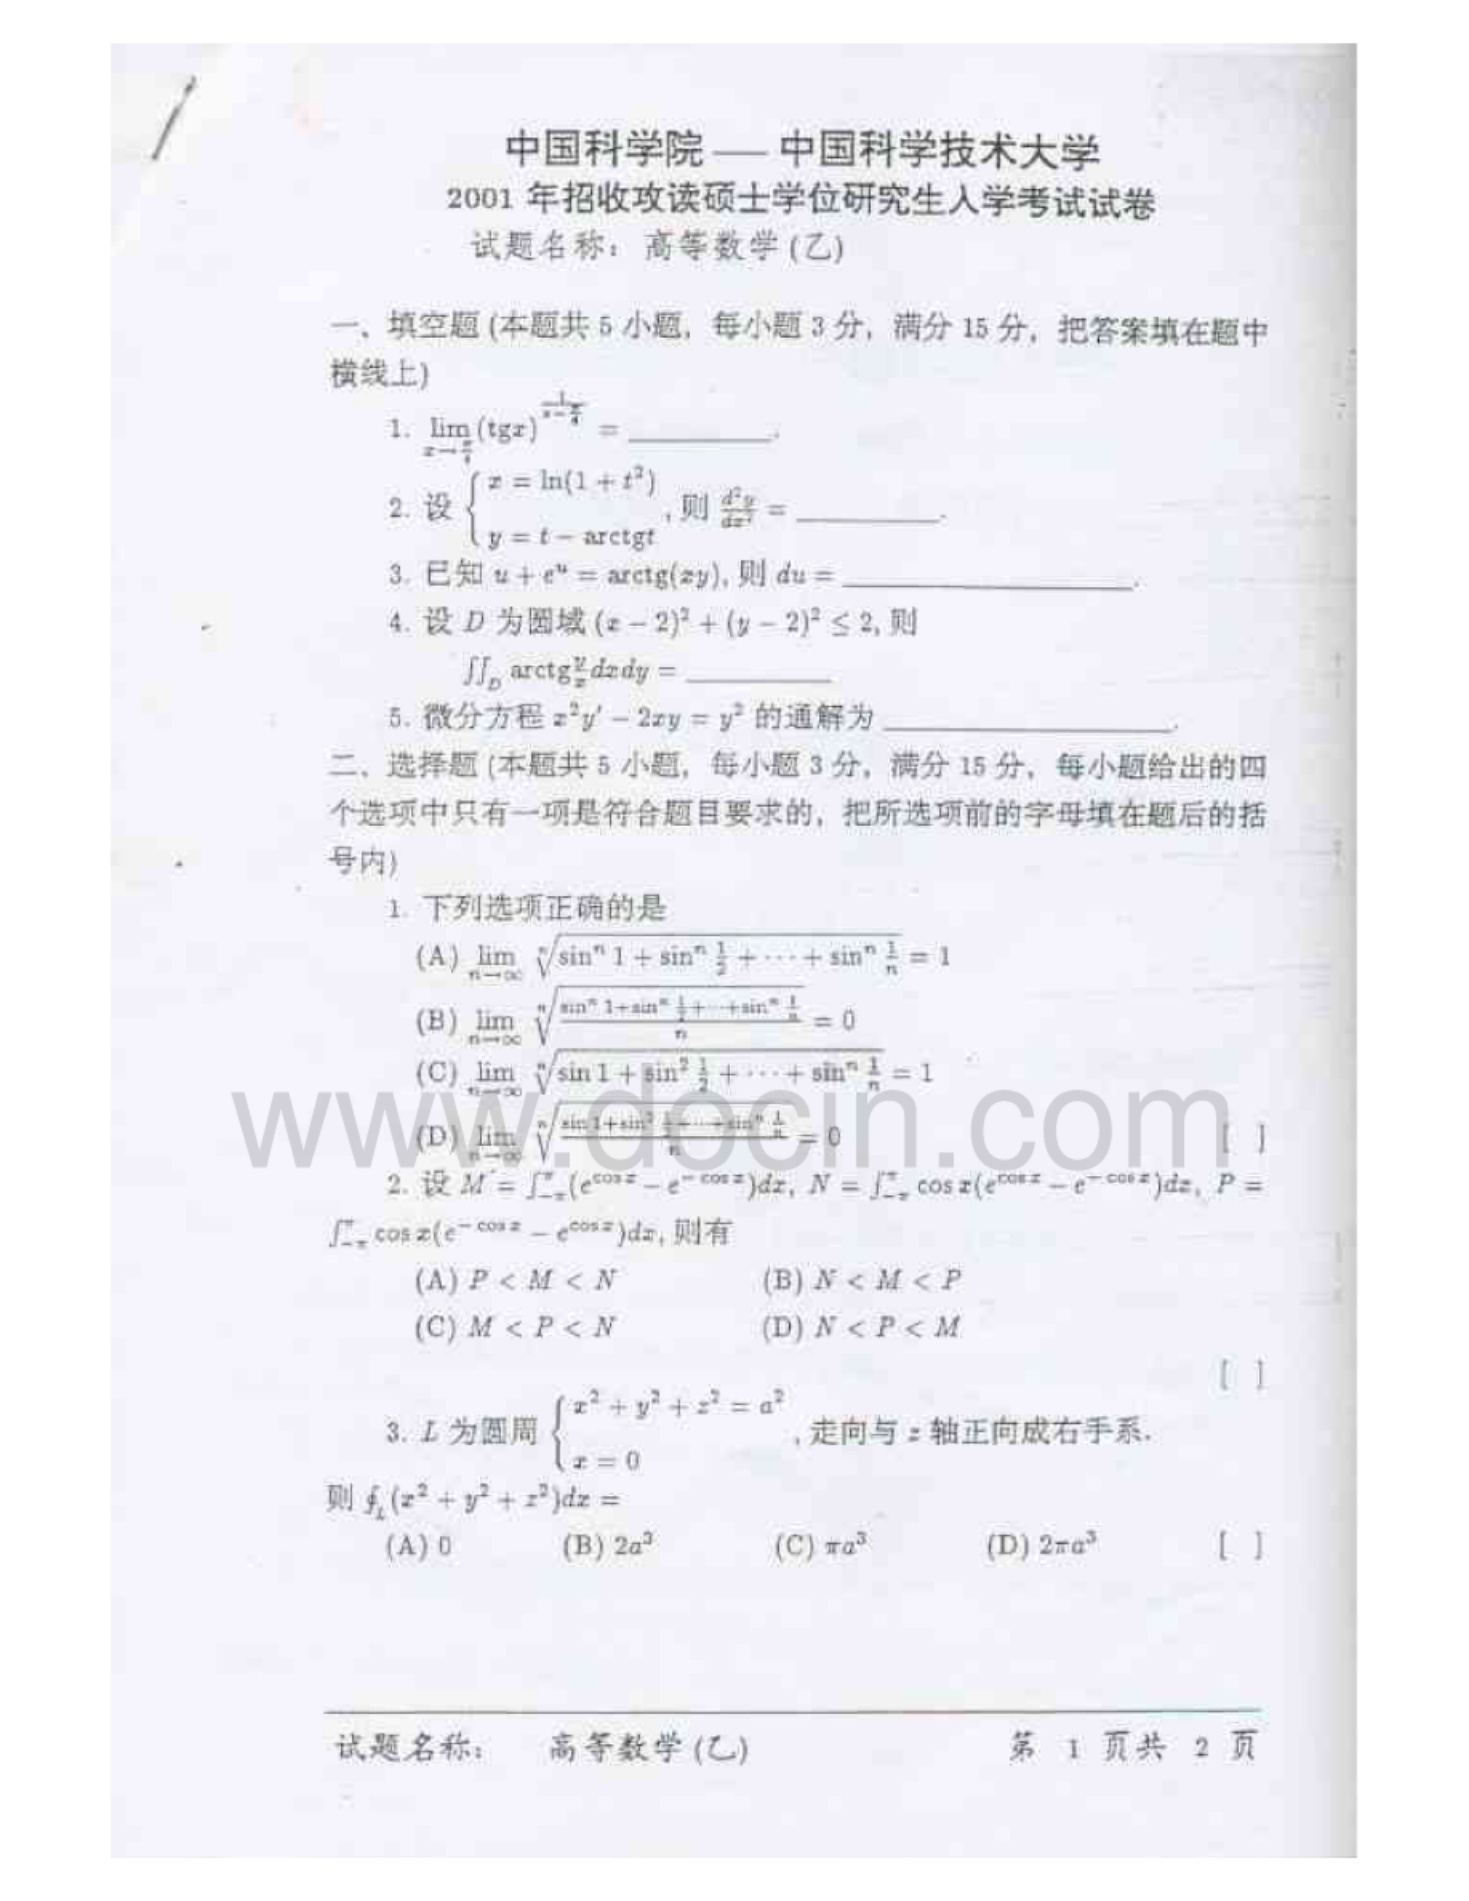 中国科学院 — 中国科学技术大学
2001 年招收攻读硕士学位研究生入学考试试卷
试题名称：高等数学 (乙)
一、填空题 (本题共 5 小题，每小题 3 分，满分 15 分，把答案填在题中
横线上)
1. lim_{x→π/4} (tgx)^{1/(x−π/4)} = ________.
2. 设 { x = ln(1 + t²) , y = t − arctgt , 则 d²y/dx² = ________.
3. 已知 u + e^u = arctg(xy), 则 du = ________.
4. 设 D 为圆域 (x − 2)² + (y − 2)² ≤ 2, 则
∬_D arctg y/x dxdy = ________
5. 微分方程 x²y′ − 2xy = y² 的通解为 ________.
二、选择题 (本题共 5 小题，每小题 3 分，满分 15 分，每小题给出的四
个选项中只有一项是符合题目要求的，把所选项前的字母填在题后的括
号内)
1. 下列选项正确的是
(A) lim_{n→∞} ⁿ√(sinⁿ 1 + sinⁿ 1/2 + ··· + sinⁿ 1/n) = 1
(B) lim_{n→∞} ⁿ√((sinⁿ 1+sinⁿ 1/2+···+sinⁿ 1/n)/n) = 0
(C) lim_{n→∞} ⁿ√(sin 1 + sin² 1/2 + ··· + sinⁿ 1/n) = 1
(D) lim_{n→∞} ⁿ√((sin 1+sin² 1/2+···+sinⁿ 1/n)/n) = 0 [ ]
www.docin.com
2. 设 M = ∫_{−π}^{π}(e^{cos x} − e^{−cos x})dx, N = ∫_{−π}^{π} cos x(e^{cos x} − e^{−cos x})dx, P =
∫_{−π}^{π} cos x(e^{−cos x} − e^{cos x})dx, 则有
(A) P < M < N (B) N < M < P
(C) M < P < N (D) N < P < M
[ ]
3. L 为圆周 { x² + y² + z² = a² , x = 0 , 走向与 z 轴正向成右手系.
则 ∮_L (x² + y² + z²)dx =
(A) 0 (B) 2a³ (C) πa³ (D) 2πa³ [ ]
试题名称： 高等数学 (乙) 第 1 页共 2 页